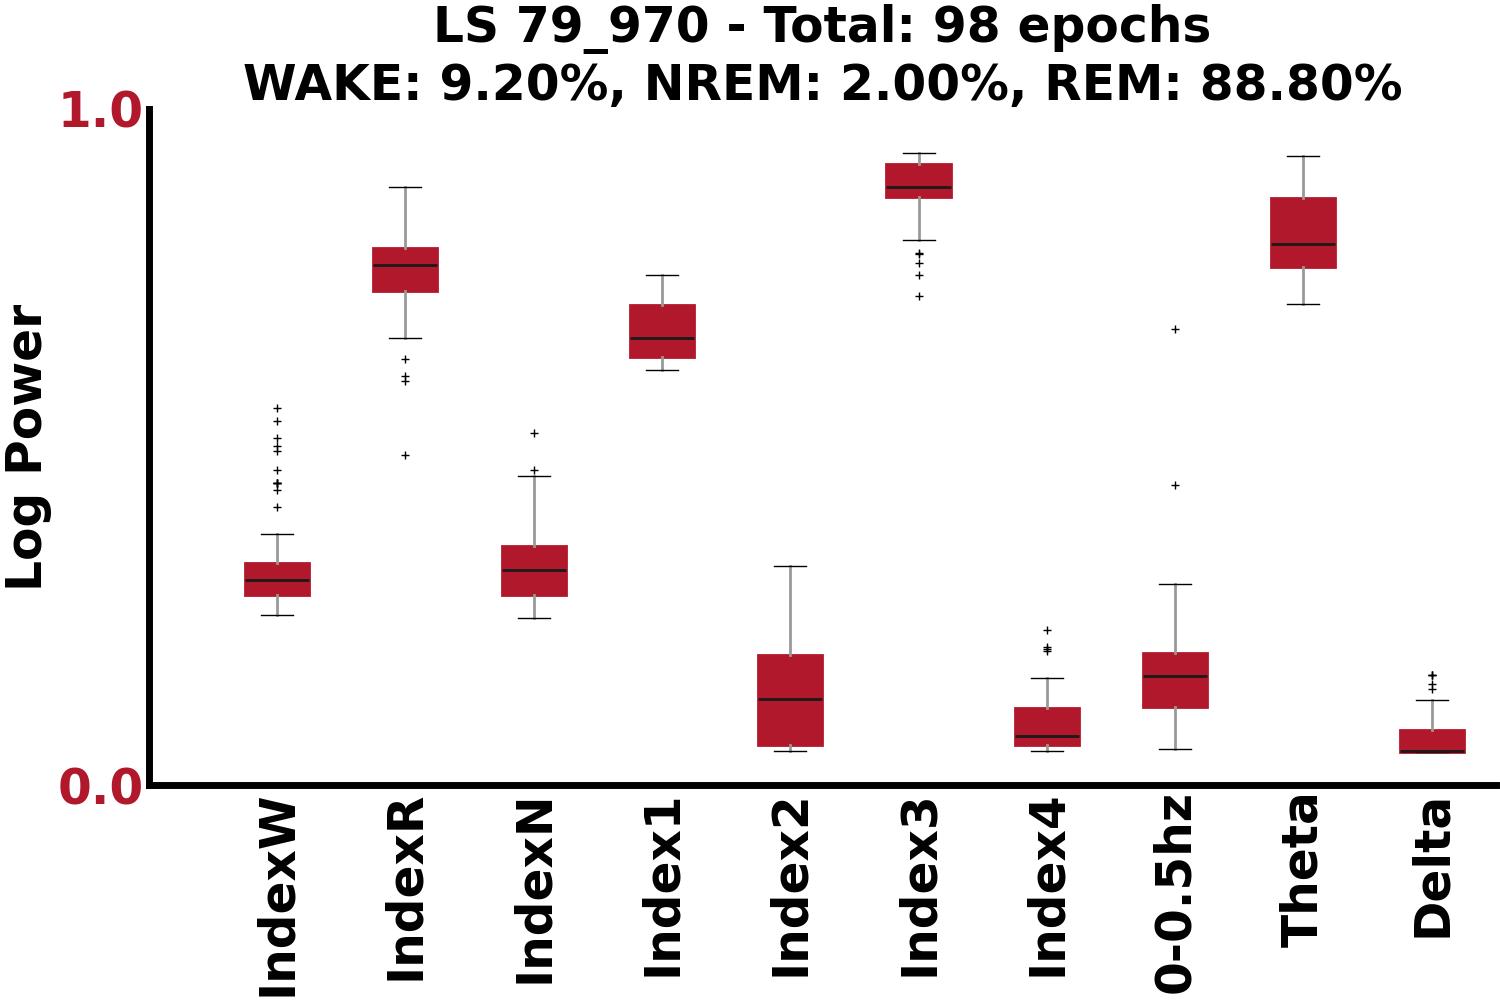 LS 79_970 - Total: 98 epochs
WAKE: 9.20%, NREM: 2.00%, REM: 88.80%
1.0
Log Power
0.0
IndexW
IndexR
IndexN
Index1
Index2
Index3
Index4
0-0.5hz
Theta
Delta